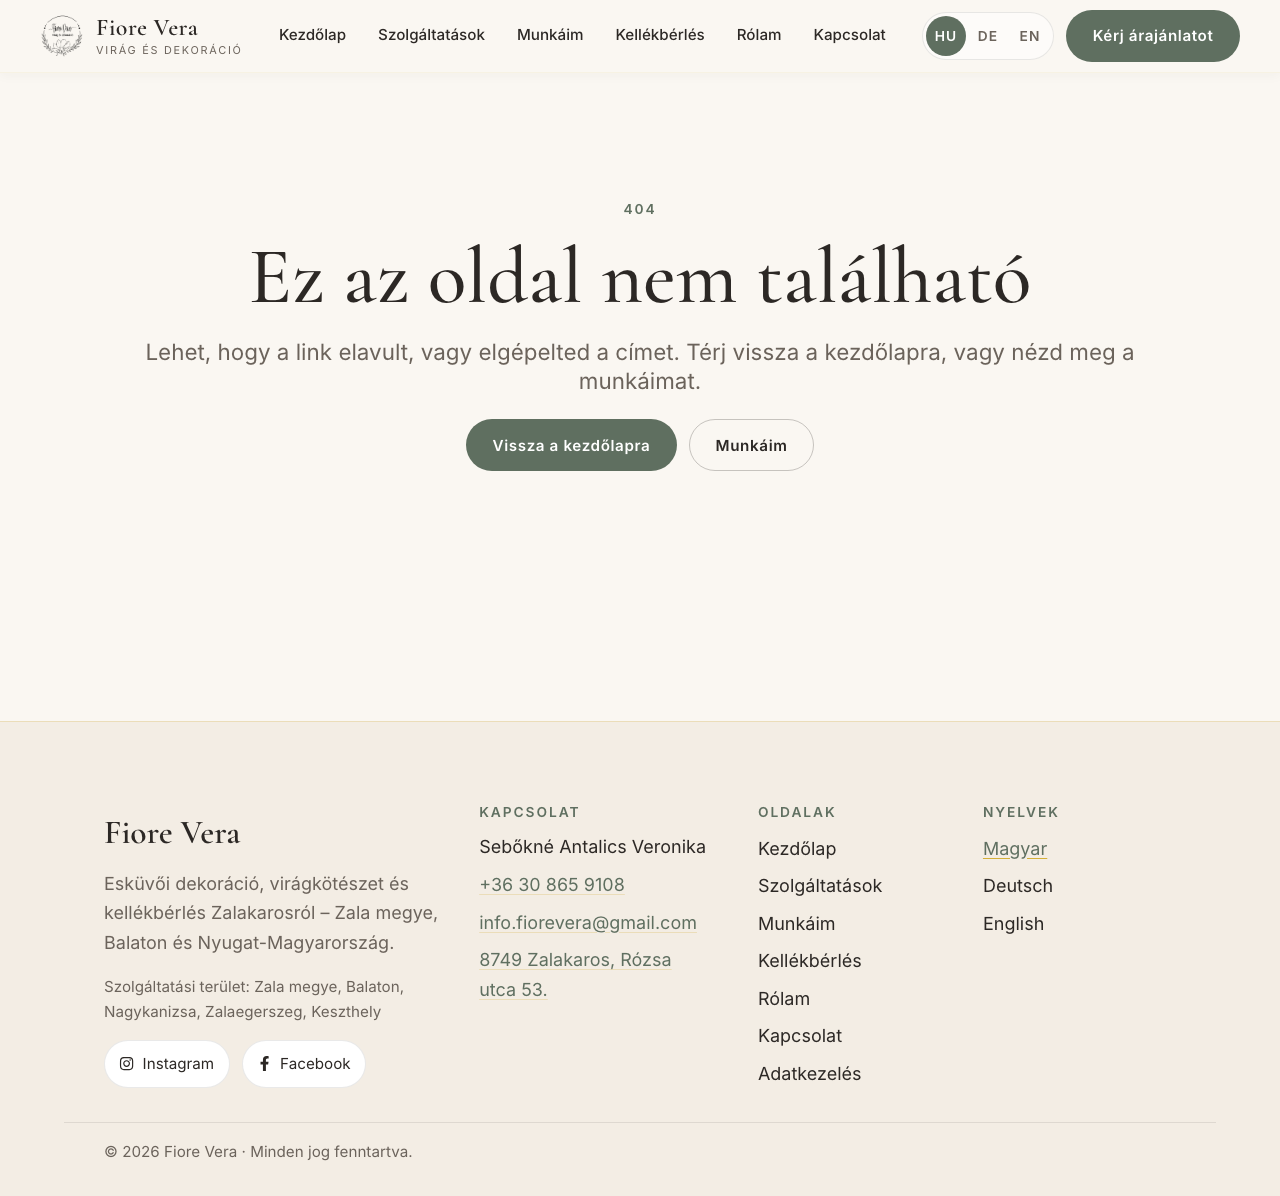 Fiore Vera
VIRÁG ÉS DEKORÁCIÓ
Kezdőlap
Szolgáltatások
Munkáim
Kellékbérlés
Rólam
Kapcsolat
HU
DE
EN
Kérj árajánlatot
404
Ez az oldal nem található
Lehet, hogy a link elavult, vagy elgépelted a címet. Térj vissza a kezdőlapra, vagy nézd meg a
munkáimat.
Vissza a kezdőlapra
Munkáim
Fiore Vera
Esküvői dekoráció, virágkötészet és
kellékbérlés Zalakarosról – Zala megye,
Balaton és Nyugat-Magyarország.
Szolgáltatási terület: Zala megye, Balaton,
Nagykanizsa, Zalaegerszeg, Keszthely
Instagram
Facebook
KAPCSOLAT
Sebőkné Antalics Veronika
+36 30 865 9108
info.fiorevera@gmail.com
8749 Zalakaros, Rózsa
utca 53.
OLDALAK
Kezdőlap
Szolgáltatások
Munkáim
Kellékbérlés
Rólam
Kapcsolat
Adatkezelés
NYELVEK
Magyar
Deutsch
English
© 2026 Fiore Vera · Minden jog fenntartva.